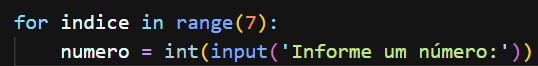 for indice in range(7):
    numero = int(input('Informe um número:'))